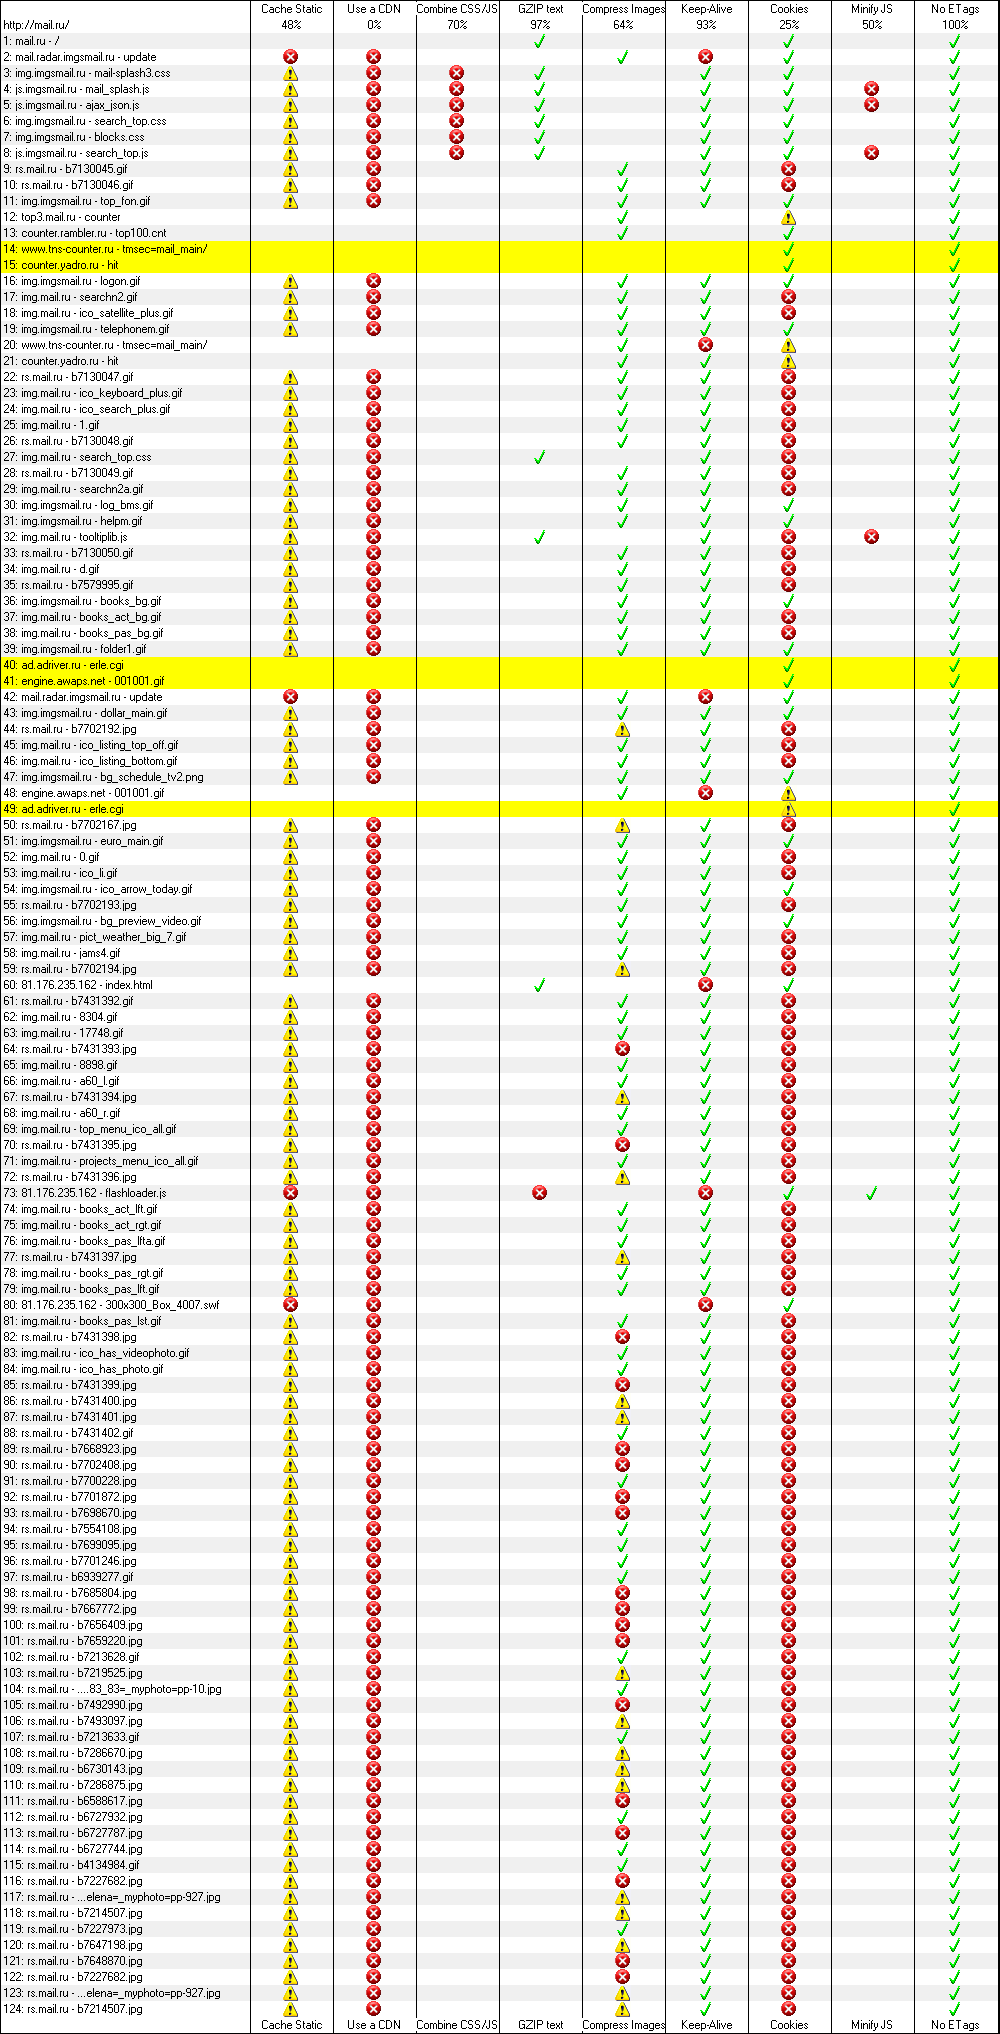 Cache Static Use a CDN Combine CSS/JS GZIP text Compress Images Keep-Alive Cookies Minify JS No ETags
http://mail.ru/ 48% 0% 70% 97% 64% 93% 25% 50% 100%
1: mail.ru - /
2: mail.radar.imgsmail.ru - update
3: img.imgsmail.ru - mail-splash3.css
4: js.imgsmail.ru - mail_splash.js
5: js.imgsmail.ru - ajax_json.js
6: img.imgsmail.ru - search_top.css
7: img.imgsmail.ru - blocks.css
8: js.imgsmail.ru - search_top.js
9: rs.mail.ru - b7130045.gif
10: rs.mail.ru - b7130046.gif
11: img.imgsmail.ru - top_fon.gif
12: top3.mail.ru - counter
13: counter.rambler.ru - top100.cnt
14: www.tns-counter.ru - tmsec=mail_main/
15: counter.yadro.ru - hit
16: img.imgsmail.ru - logon.gif
17: img.mail.ru - searchn2.gif
18: img.mail.ru - ico_satellite_plus.gif
19: img.imgsmail.ru - telephonem.gif
20: www.tns-counter.ru - tmsec=mail_main/
21: counter.yadro.ru - hit
22: rs.mail.ru - b7130047.gif
23: img.mail.ru - ico_keyboard_plus.gif
24: img.mail.ru - ico_search_plus.gif
25: img.mail.ru - 1.gif
26: rs.mail.ru - b7130048.gif
27: img.mail.ru - search_top.css
28: rs.mail.ru - b7130049.gif
29: img.mail.ru - searchn2a.gif
30: img.imgsmail.ru - log_bms.gif
31: img.imgsmail.ru - helpm.gif
32: img.mail.ru - tooltiplib.js
33: rs.mail.ru - b7130050.gif
34: img.mail.ru - d.gif
35: rs.mail.ru - b7579995.gif
36: img.imgsmail.ru - books_bg.gif
37: img.mail.ru - books_act_bg.gif
38: img.mail.ru - books_pas_bg.gif
39: img.imgsmail.ru - folder1.gif
40: ad.adriver.ru - erle.cgi
41: engine.awaps.net - 001001.gif
42: mail.radar.imgsmail.ru - update
43: img.imgsmail.ru - dollar_main.gif
44: rs.mail.ru - b7702192.jpg
45: img.mail.ru - ico_listing_top_off.gif
46: img.mail.ru - ico_listing_bottom.gif
47: img.imgsmail.ru - bg_schedule_tv2.png
48: engine.awaps.net - 001001.gif
49: ad.adriver.ru - erle.cgi
50: rs.mail.ru - b7702167.jpg
51: img.imgsmail.ru - euro_main.gif
52: img.mail.ru - 0.gif
53: img.mail.ru - ico_li.gif
54: img.imgsmail.ru - ico_arrow_today.gif
55: rs.mail.ru - b7702193.jpg
56: img.imgsmail.ru - bg_preview_video.gif
57: img.mail.ru - pict_weather_big_7.gif
58: img.mail.ru - jams4.gif
59: rs.mail.ru - b7702194.jpg
60: 81.176.235.162 - index.html
61: rs.mail.ru - b7431392.gif
62: img.mail.ru - 8304.gif
63: img.mail.ru - 17748.gif
64: rs.mail.ru - b7431393.jpg
65: img.mail.ru - 8898.gif
66: img.mail.ru - a60_l.gif
67: rs.mail.ru - b7431394.jpg
68: img.mail.ru - a60_r.gif
69: img.mail.ru - top_menu_ico_all.gif
70: rs.mail.ru - b7431395.jpg
71: img.mail.ru - projects_menu_ico_all.gif
72: rs.mail.ru - b7431396.jpg
73: 81.176.235.162 - flashloader.js
74: img.mail.ru - books_act_lft.gif
75: img.mail.ru - books_act_rgt.gif
76: img.mail.ru - books_pas_lfta.gif
77: rs.mail.ru - b7431397.jpg
78: img.mail.ru - books_pas_rgt.gif
79: img.mail.ru - books_pas_lft.gif
80: 81.176.235.162 - 300x300_Box_4007.swf
81: img.mail.ru - books_pas_lst.gif
82: rs.mail.ru - b7431398.jpg
83: img.mail.ru - ico_has_videophoto.gif
84: img.mail.ru - ico_has_photo.gif
85: rs.mail.ru - b7431399.jpg
86: rs.mail.ru - b7431400.jpg
87: rs.mail.ru - b7431401.jpg
88: rs.mail.ru - b7431402.gif
89: rs.mail.ru - b7668923.jpg
90: rs.mail.ru - b7702408.jpg
91: rs.mail.ru - b7700228.jpg
92: rs.mail.ru - b7701872.jpg
93: rs.mail.ru - b7698670.jpg
94: rs.mail.ru - b7554108.jpg
95: rs.mail.ru - b7699095.jpg
96: rs.mail.ru - b7701246.jpg
97: rs.mail.ru - b6939277.gif
98: rs.mail.ru - b7685804.jpg
99: rs.mail.ru - b7667772.jpg
100: rs.mail.ru - b7656409.jpg
101: rs.mail.ru - b7659220.jpg
102: rs.mail.ru - b7213628.gif
103: rs.mail.ru - b7219525.jpg
104: rs.mail.ru - ....83_83=_myphoto=pp-10.jpg
105: rs.mail.ru - b7492990.jpg
106: rs.mail.ru - b7493097.jpg
107: rs.mail.ru - b7213633.gif
108: rs.mail.ru - b7286670.jpg
109: rs.mail.ru - b6730143.jpg
110: rs.mail.ru - b7286875.jpg
111: rs.mail.ru - b6588617.jpg
112: rs.mail.ru - b6727932.jpg
113: rs.mail.ru - b6727787.jpg
114: rs.mail.ru - b6727744.jpg
115: rs.mail.ru - b4134984.gif
116: rs.mail.ru - b7227682.jpg
117: rs.mail.ru - ...elena=_myphoto=pp-927.jpg
118: rs.mail.ru - b7214507.jpg
119: rs.mail.ru - b7227973.jpg
120: rs.mail.ru - b7647198.jpg
121: rs.mail.ru - b7648870.jpg
122: rs.mail.ru - b7227682.jpg
123: rs.mail.ru - ...elena=_myphoto=pp-927.jpg
124: rs.mail.ru - b7214507.jpg
Cache Static Use a CDN Combine CSS/JS GZIP text Compress Images Keep-Alive Cookies Minify JS No ETags